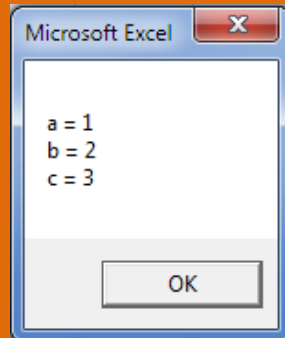 Microsoft Excel
a = 1
b = 2
c = 3
OK